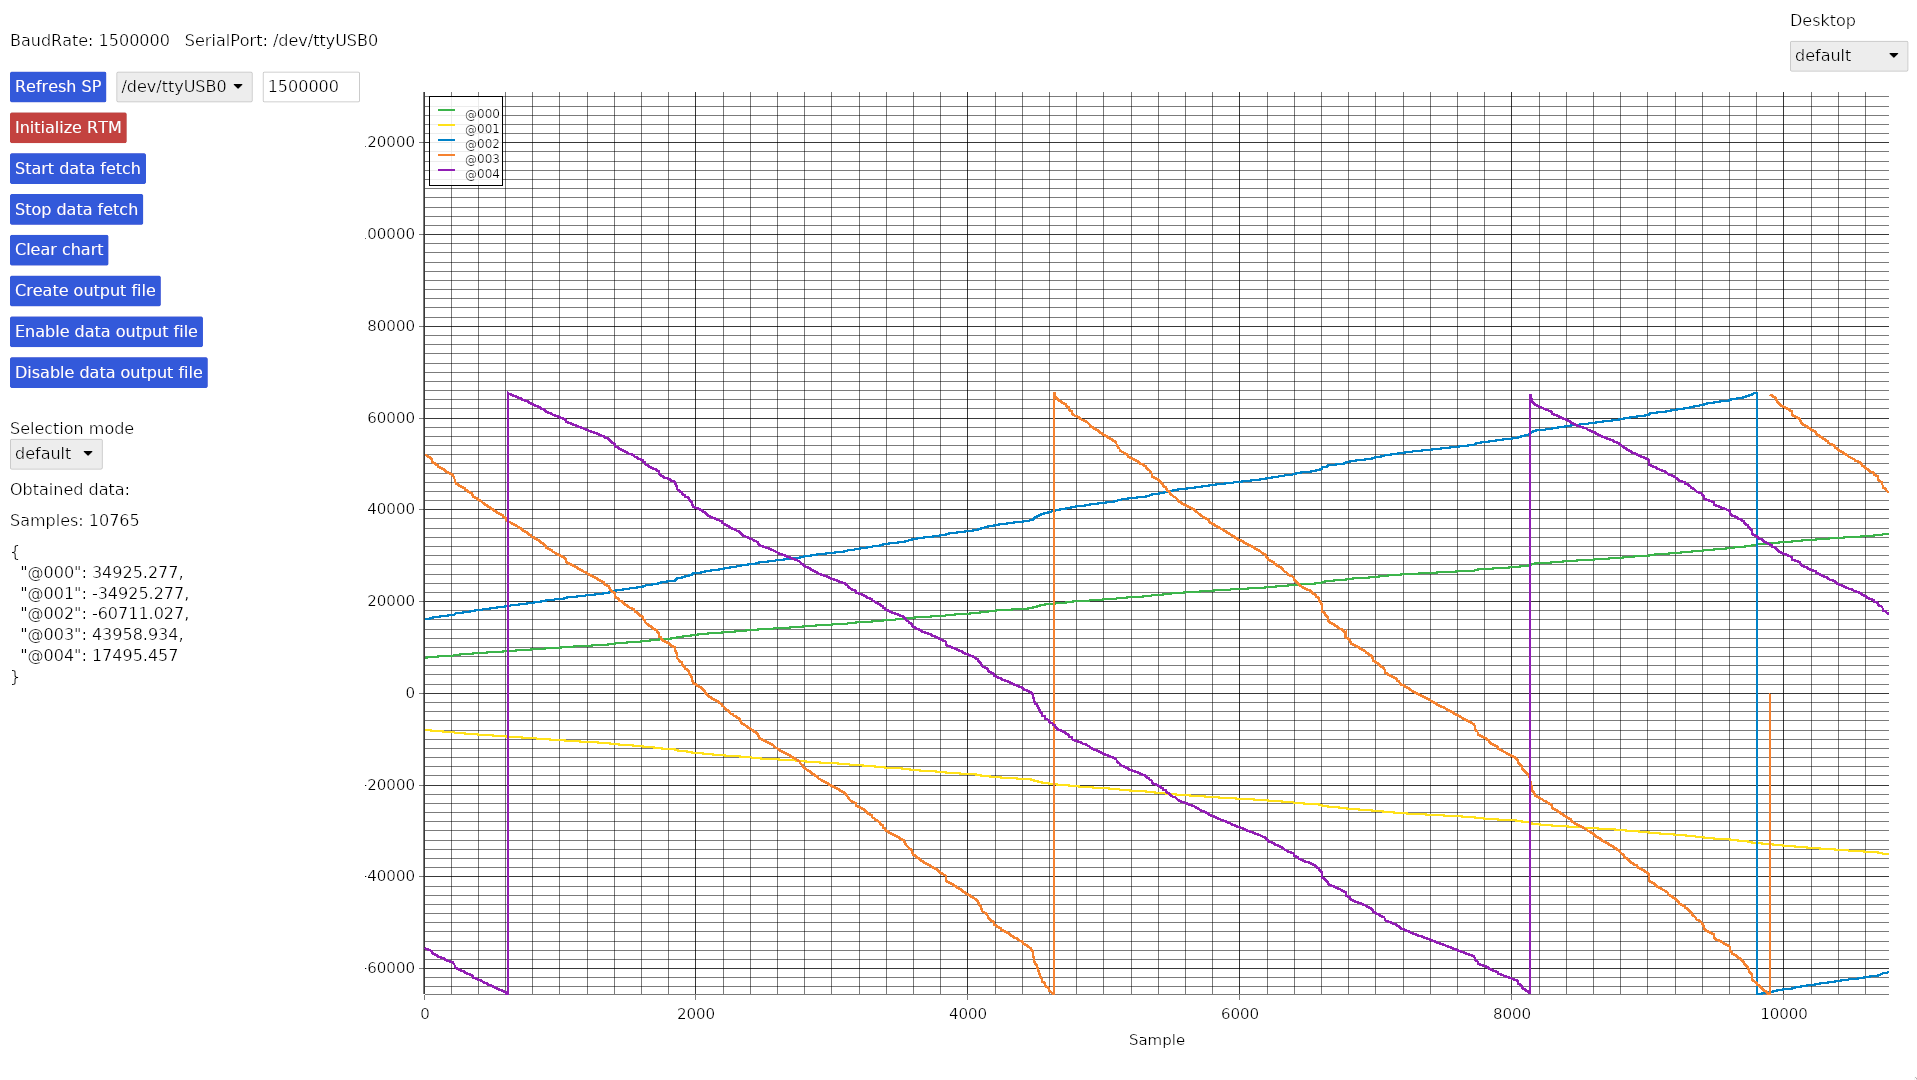 Desktop
default
BaudRate: 1500000 SerialPort: /dev/ttyUSB0
Refresh SP /dev/ttyUSB0 1500000
Initialize RTM
Start data fetch
Stop data fetch
Clear chart
Create output file
Enable data output file
Disable data output file
Selection mode
default
Obtained data:
Samples: 10765
{
"@000": 34925.277,
"@001": -34925.277,
"@002": -60711.027,
"@003": 43958.934,
"@004": 17495.457
}
@000
@001
@002
@003
@004
20000
00000
80000
60000
40000
20000
0
-20000
-40000
-60000
0 2000 4000 6000 8000 10000
Sample